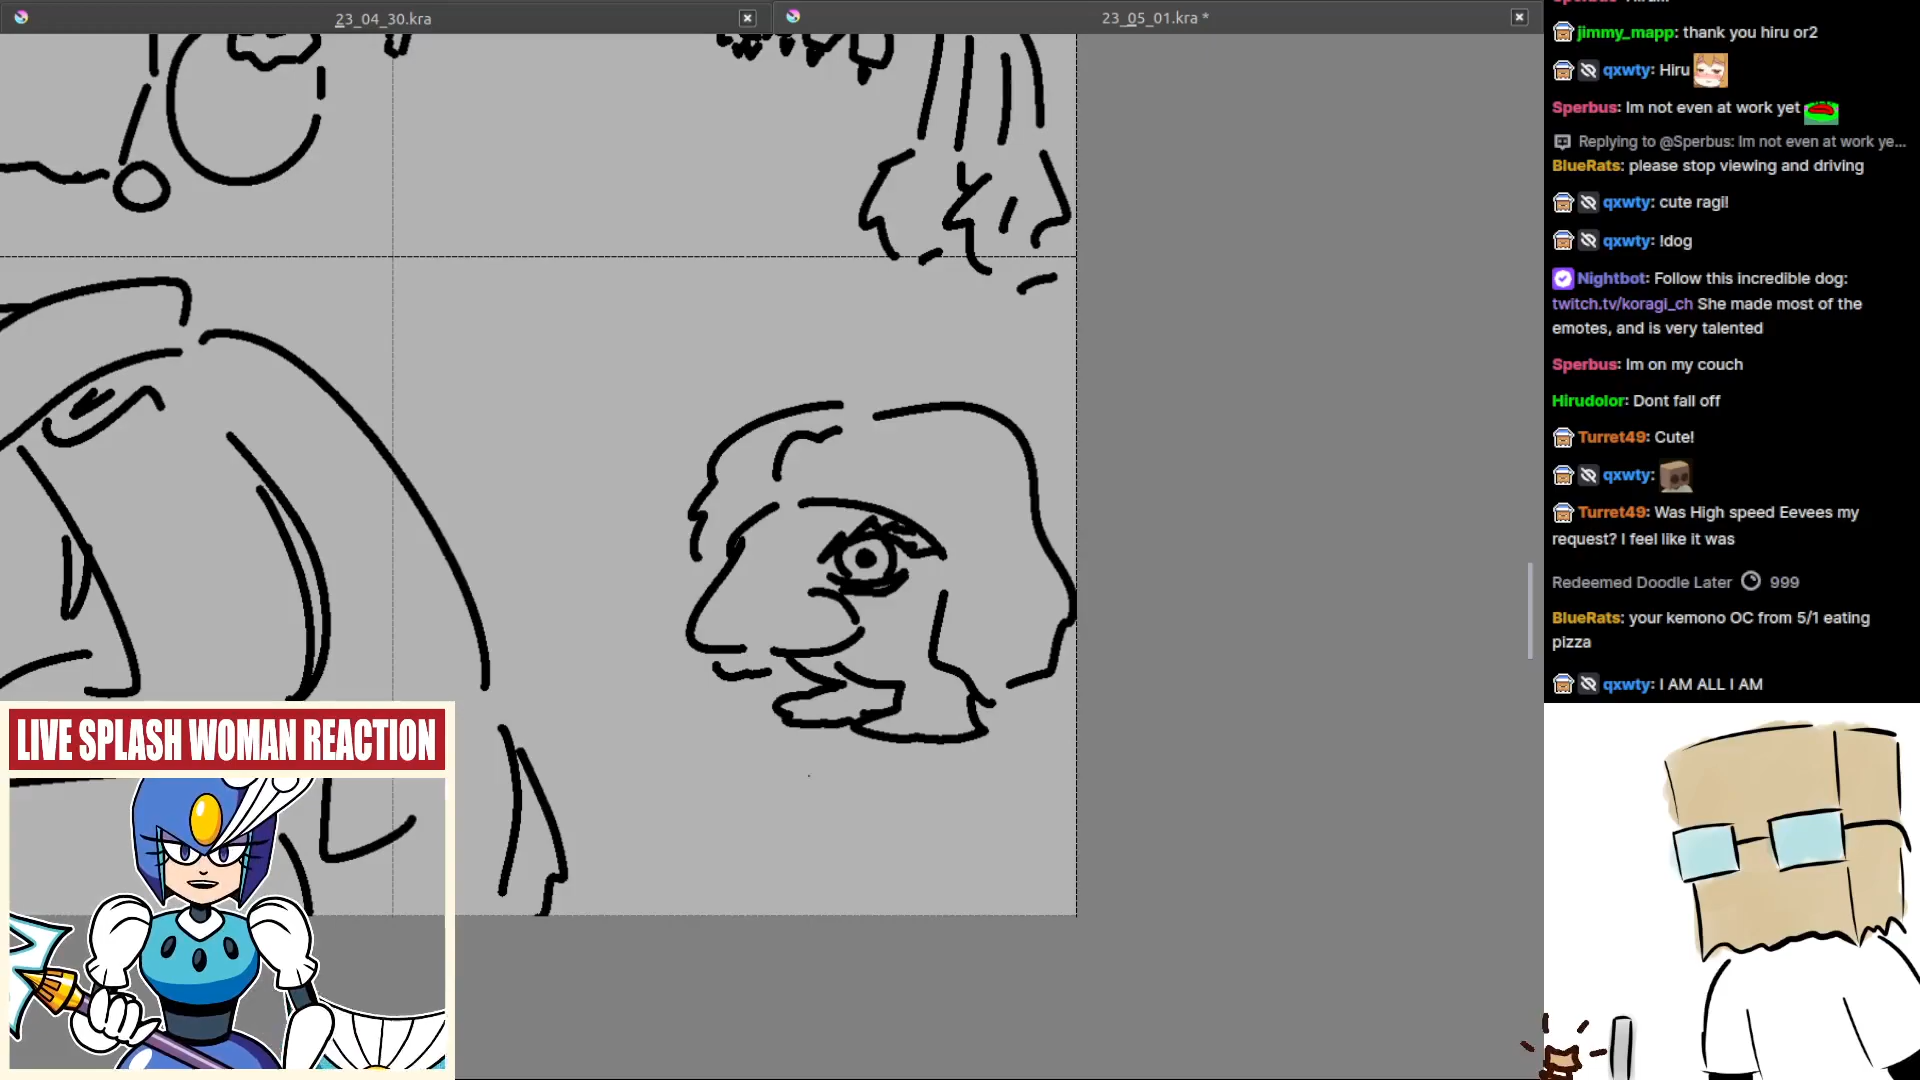 23_04_30.kra
23_05_01.kra *
Sperbus: Hiru...
jimmy_mapp: thank you hiru or2
qxwty: Hiru
Sperbus: Im not even at work yet
Replying to @Sperbus: Im not even at work ye...
BlueRats: please stop viewing and driving
qxwty: cute ragi!
qxwty: !dog
Nightbot: Follow this incredible dog:
twitch.tv/koragi_ch She made most of the
emotes, and is very talented
Sperbus: Im on my couch
Hirudolor: Dont fall off
Turret49: Cute!
qxwty:
Turret49: Was High speed Eevees my
request? I feel like it was
Redeemed Doodle Later 999
BlueRats: your kemono OC from 5/1 eating
pizza
qxwty: I AM ALL I AM
LIVE SPLASH WOMAN REACTION